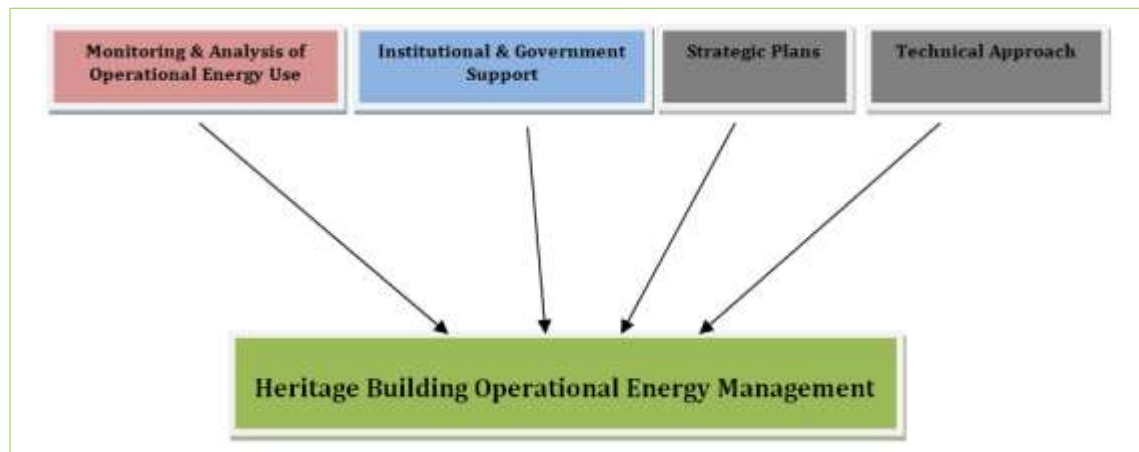 Monitoring & Analysis of
Operational Energy Use
Institutional & Government
Support
Strategic Plans
Technical Approach
Heritage Building Operational Energy Management